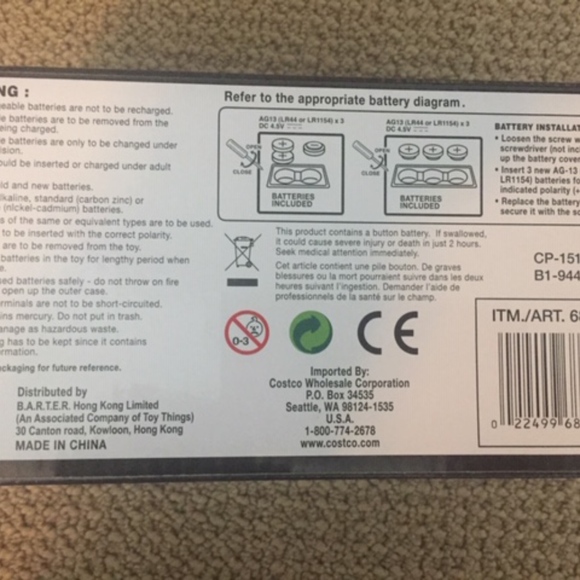 NG :
eable batteries are not to be recharged.
le batteries are to be removed from the
eing charged.
e batteries are only to be changed under
ision.
ould be inserted or charged under adult
ld and new batteries.
lkaline, standard (carbon zinc) or
(nickel-cadmium) batteries.
s of the same or equivalent types are to be used.
to be inserted with the correct polarity.
are to be removed from the toy.
batteries in the toy for lengthy period when
e.
sed batteries safely - do not throw on fire
open up the outer case.
erminals are not to be short-circuited.
ins mercury. Do not put in trash.
anage as hazardous waste.
g has to be kept since it contains
ormation.
ackaging for future reference.
Distributed by
B.A.R.T.E.R. Hong Kong Limited
(An Associated Company of Toy Things)
30 Canton road, Kowloon, Hong Kong
MADE IN CHINA
Refer to the appropriate battery diagram.
AG13 (LR44 or LR1154) x 3
DC 4.5V
OPEN
CLOSE
BATTERIES
INCLUDED
AG13 (LR44 or LR1154) x 3
DC 4.5V
OPEN
CLOSE
BATTERIES
INCLUDED
This product contains a button battery. If swallowed,
it could cause severe injury or death in just 2 hours.
Seek medical attention immediately.
Cet article contient une pile bouton. De graves
blessures ou la mort pourraient suivre dans les deux
heures suivant l'ingestion. Demander l'aide de
professionnels de la santé sur le champ.
0-3
CE
Imported By:
Costco Wholesale Corporation
P.O. Box 34535
Seattle, WA 98124-1535
U.S.A.
1-800-774-2678
www.costco.com
BATTERY INSTALLA
• Loosen the screw w
screwdriver (not inc
up the battery cove
• Insert 3 new AG-13
LR1154) batteries fo
indicated polarity (+
• Replace the battery
secure it with the sc
CP-151
B1-944
ITM./ART. 68
0 22499 68